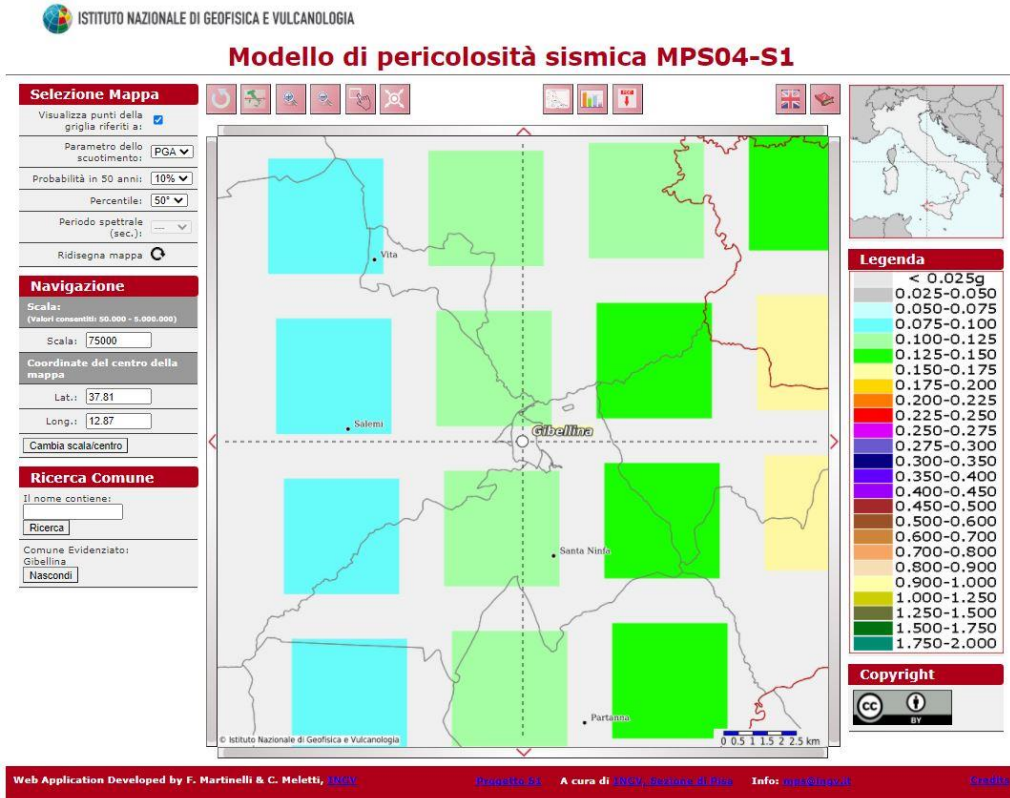 ISTITUTO NAZIONALE DI GEOFISICA E VULCANOLOGIA
Modello di pericolosità sismica MPS04-S1
Selezione Mappa
Visualizza punti della
griglia riferiti a:
Parametro dello
scuotimento: PGA
Probabilità in 50 anni: 10%
Percentile: 50°
Periodo spettrale
(sec.): ---
Ridisegna mappa
Navigazione
Scala:
(Valori consentiti: 50.000 - 5.000.000)
Scala: 75000
Coordinate del centro della
mappa
Lat.: 37.81
Long.: 12.87
Cambia scala/centro
Ricerca Comune
Il nome contiene:
Ricerca
Comune Evidenziato:
Gibellina
Nascondi
PDF
Vita
Salemi
Gibellina
Santa Ninfa
Partanna
© Istituto Nazionale di Geofisica e Vulcanologia
0 0.5 1 1.5 2 2.5 km
Legenda
< 0.025g
0.025-0.050
0.050-0.075
0.075-0.100
0.100-0.125
0.125-0.150
0.150-0.175
0.175-0.200
0.200-0.225
0.225-0.250
0.250-0.275
0.275-0.300
0.300-0.350
0.350-0.400
0.400-0.450
0.450-0.500
0.500-0.600
0.600-0.700
0.700-0.800
0.800-0.900
0.900-1.000
1.000-1.250
1.250-1.500
1.500-1.750
1.750-2.000
Copyright
cc
BY
Web Application Developed by F. Martinelli & C. Meletti, INGV
Progetto S1
A cura di INGV, Sezione di Pisa
Info: mps@ingv.it
Credits